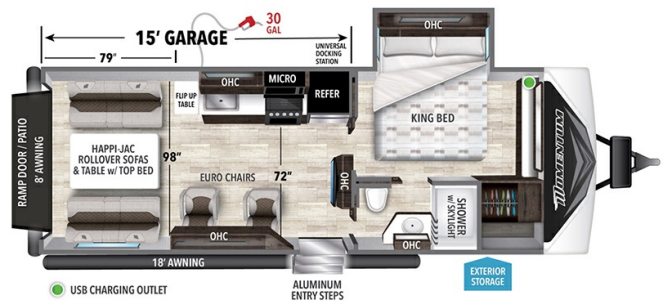 30
GAL
15' GARAGE
79"
UNIVERSAL
DOCKING
STATION
OHC
OHC
MICRO
REFER
FLIP UP
TABLE
KING BED
RAMP DOOR / PATIO
8' AWNING
HAPPI-JAC
ROLLOVER SOFAS
& TABLE w/ TOP BED
98"
EURO CHAIRS
72"
OHC
MOMENTUM
SHOWER
w/ SKYLIGHT
OHC
OHC
18' AWNING
ALUMINUM
ENTRY STEPS
EXTERIOR
STORAGE
USB CHARGING OUTLET